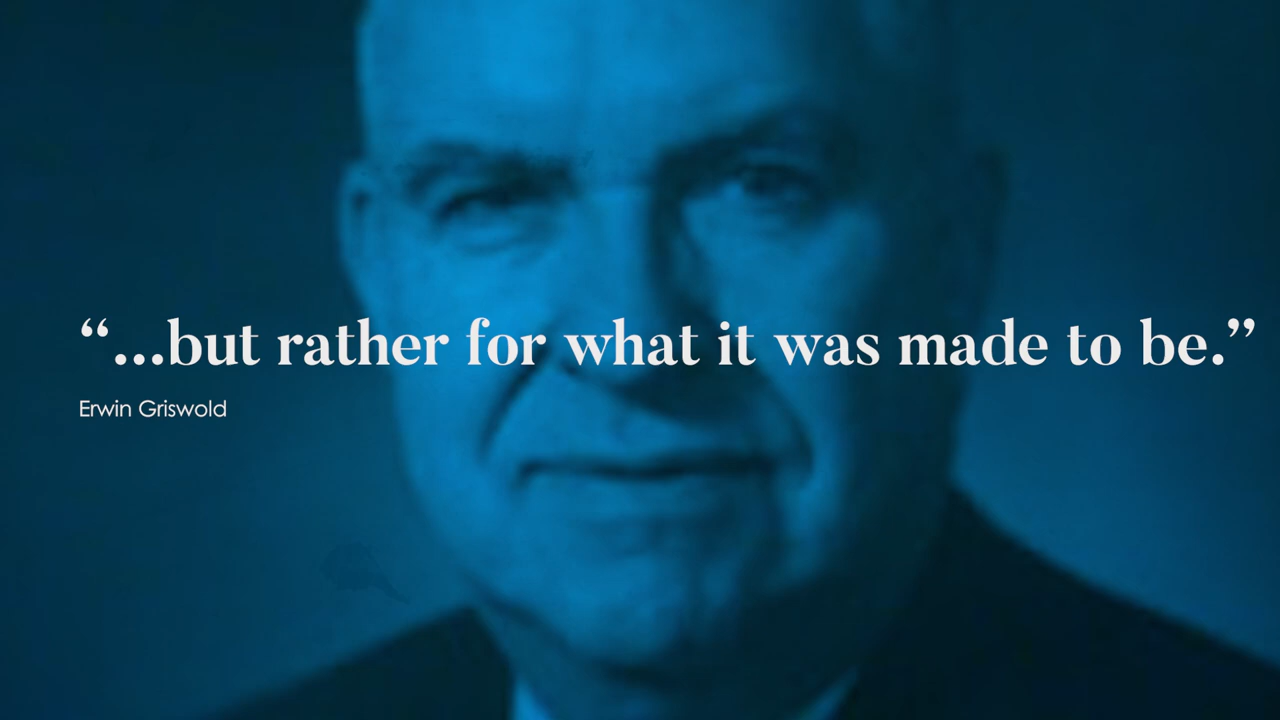 “...but rather for what it was made to be.”
Erwin Griswold